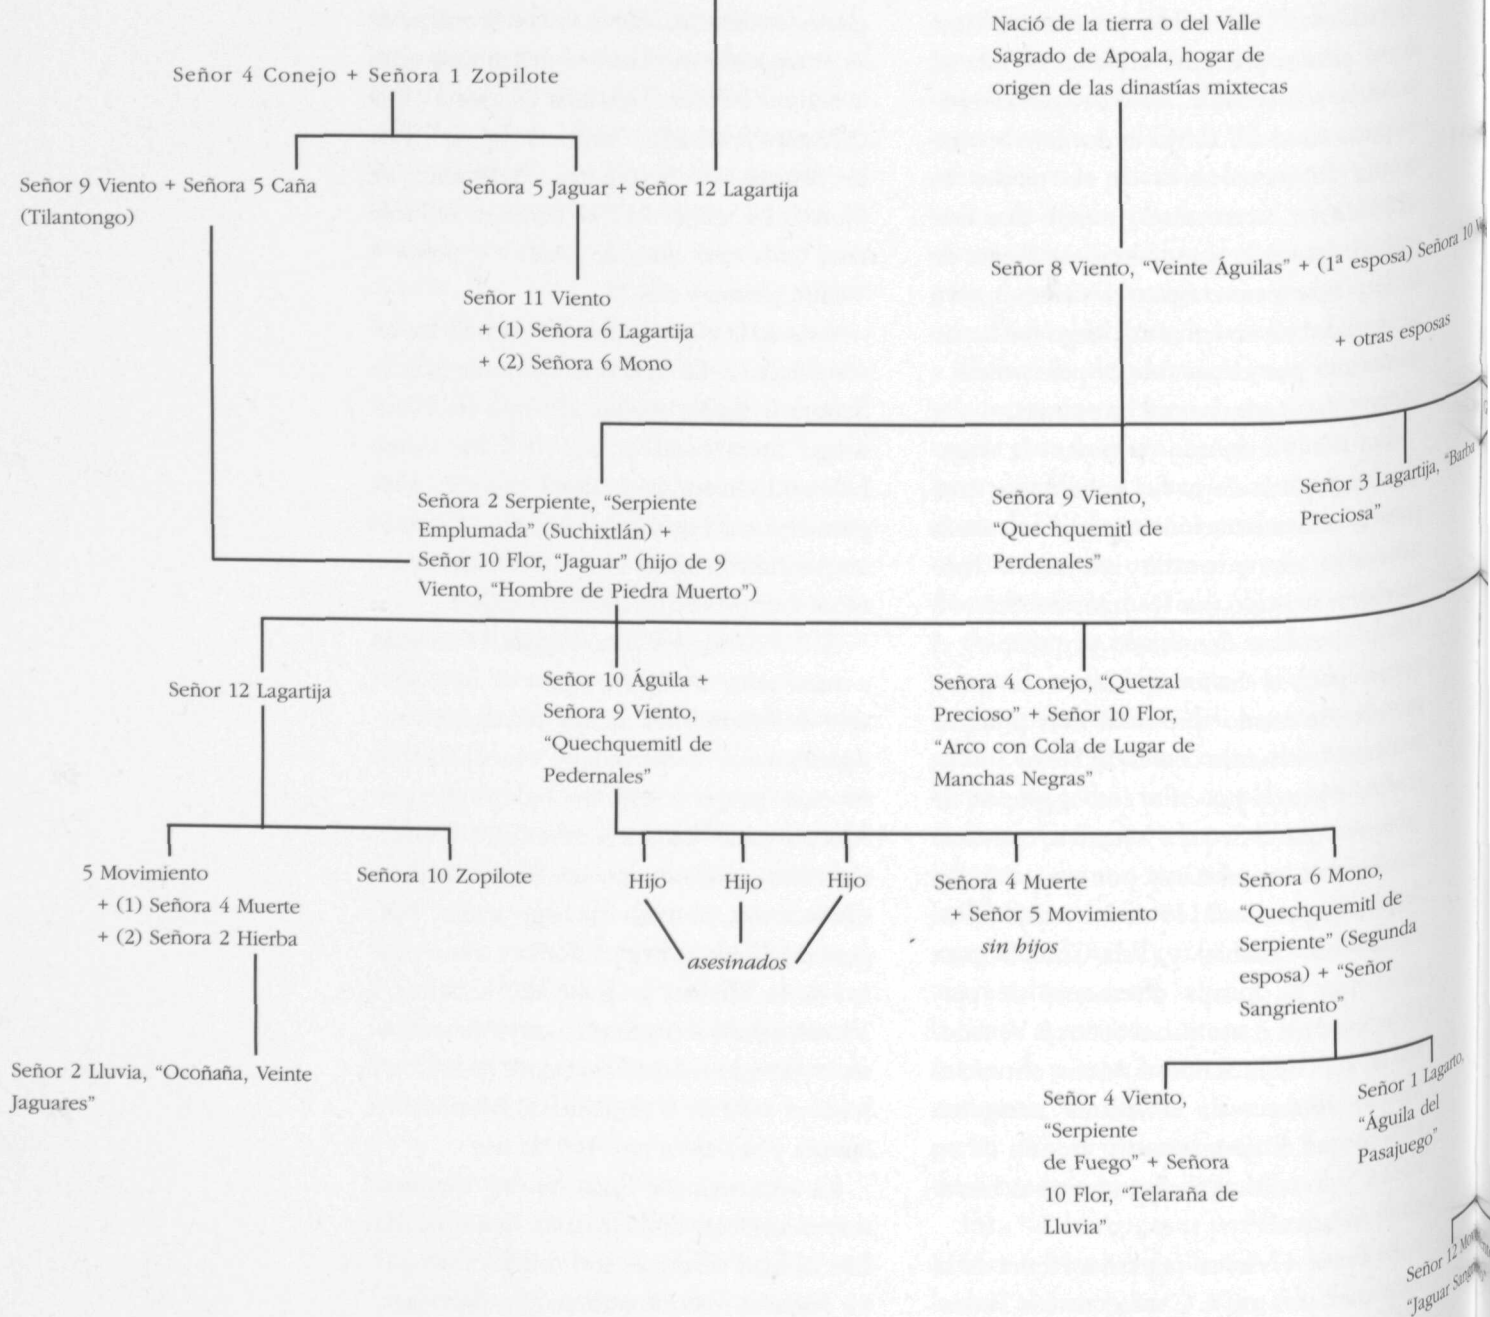 Nació de la tierra o del Valle
Sagrado de Apoala, hogar de
origen de las dinastías mixtecas
Señor 4 Conejo + Señora 1 Zopilote
Señor 9 Viento + Señora 5 Caña
(Tilantongo)
Señora 5 Jaguar + Señor 12 Lagartija
Señor 11 Viento
+ (1) Señora 6 Lagartija
+ (2) Señora 6 Mono
Señor 8 Viento, “Veinte Águilas” + (1ª esposa) Señora 10
+ otras esposas
Señora 2 Serpiente, “Serpiente
Emplumada” (Suchixtlán) +
Señor 10 Flor, “Jaguar” (hijo de 9
Viento, “Hombre de Piedra Muerto”)
Señora 9 Viento,
“Quechquemitl de
Perdenales”
Señor 3 Lagartija, “Barba
Preciosa”
Señor 12 Lagartija
Señor 10 Águila +
Señora 9 Viento,
“Quechquemitl de
Pedernales”
Señora 4 Conejo, “Quetzal
Precioso” + Señor 10 Flor,
“Arco con Cola de Lugar de
Manchas Negras”
5 Movimiento
+ (1) Señora 4 Muerte
+ (2) Señora 2 Hierba
Señora 10 Zopilote
Hijo
Hijo
Hijo
asesinados
Señora 4 Muerte
+ Señor 5 Movimiento
sin hijos
Señora 6 Mono,
“Quechquemitl de
Serpiente” (Segunda
esposa) + “Señor
Sangriento”
Señor 2 Lluvia, “Ocoñaña, Veinte
Jaguares”
Señor 4 Viento,
“Serpiente
de Fuego” + Señora
10 Flor, “Telaraña de
Lluvia”
Señor 1 Lagarto,
“Águila del
Pasajuego”
Señor 12
“Jaguar